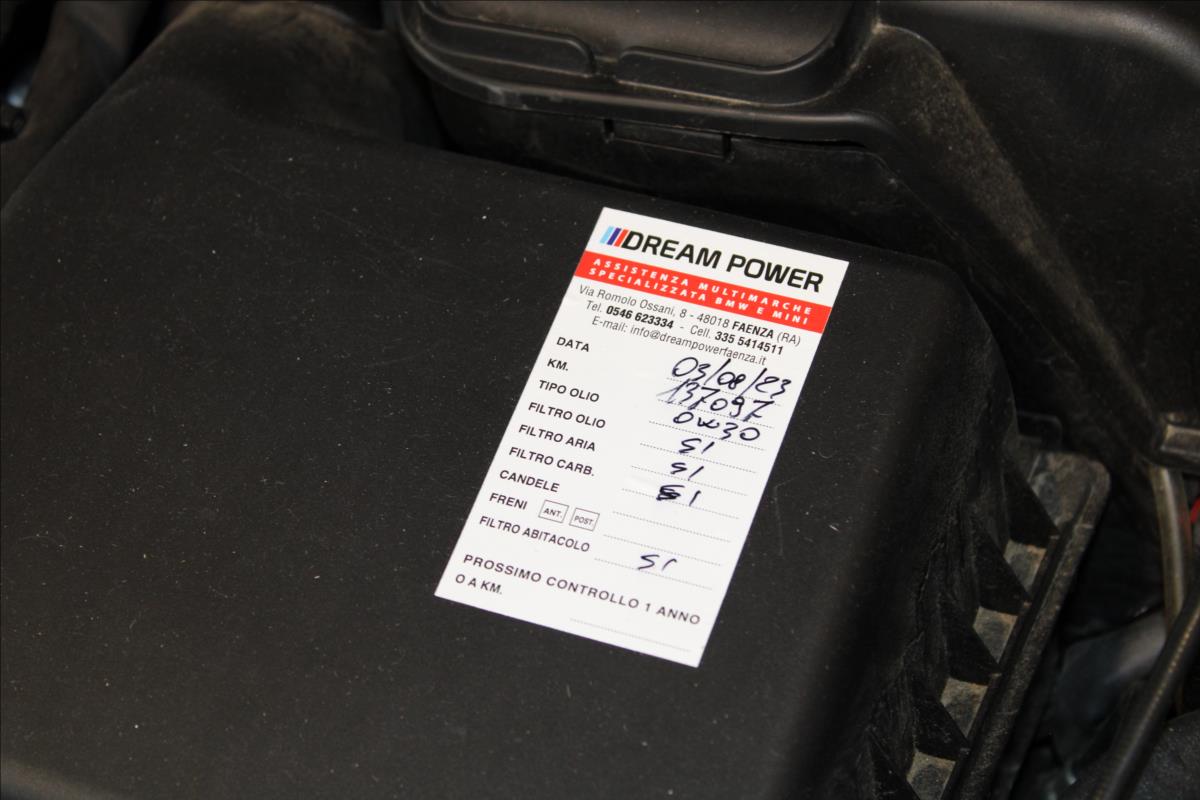 DREAM POWER
ASSISTENZA MULTIMARCHE
SPECIALIZZATA BMW E MINI
Via Romolo Ossani, 8 - 48018 FAENZA (RA)
Tel. 0546 623334 - Cell. 335 5414511
E-mail: info@dreampowerfaenza.it
DATA 03/08/23
KM. 137097
TIPO OLIO 0W30
FILTRO OLIO SI
FILTRO ARIA SI
FILTRO CARB. SI
CANDELE
FRENI ANT. POST.
FILTRO ABITACOLO SI
PROSSIMO CONTROLLO 1 ANNO
O A KM.